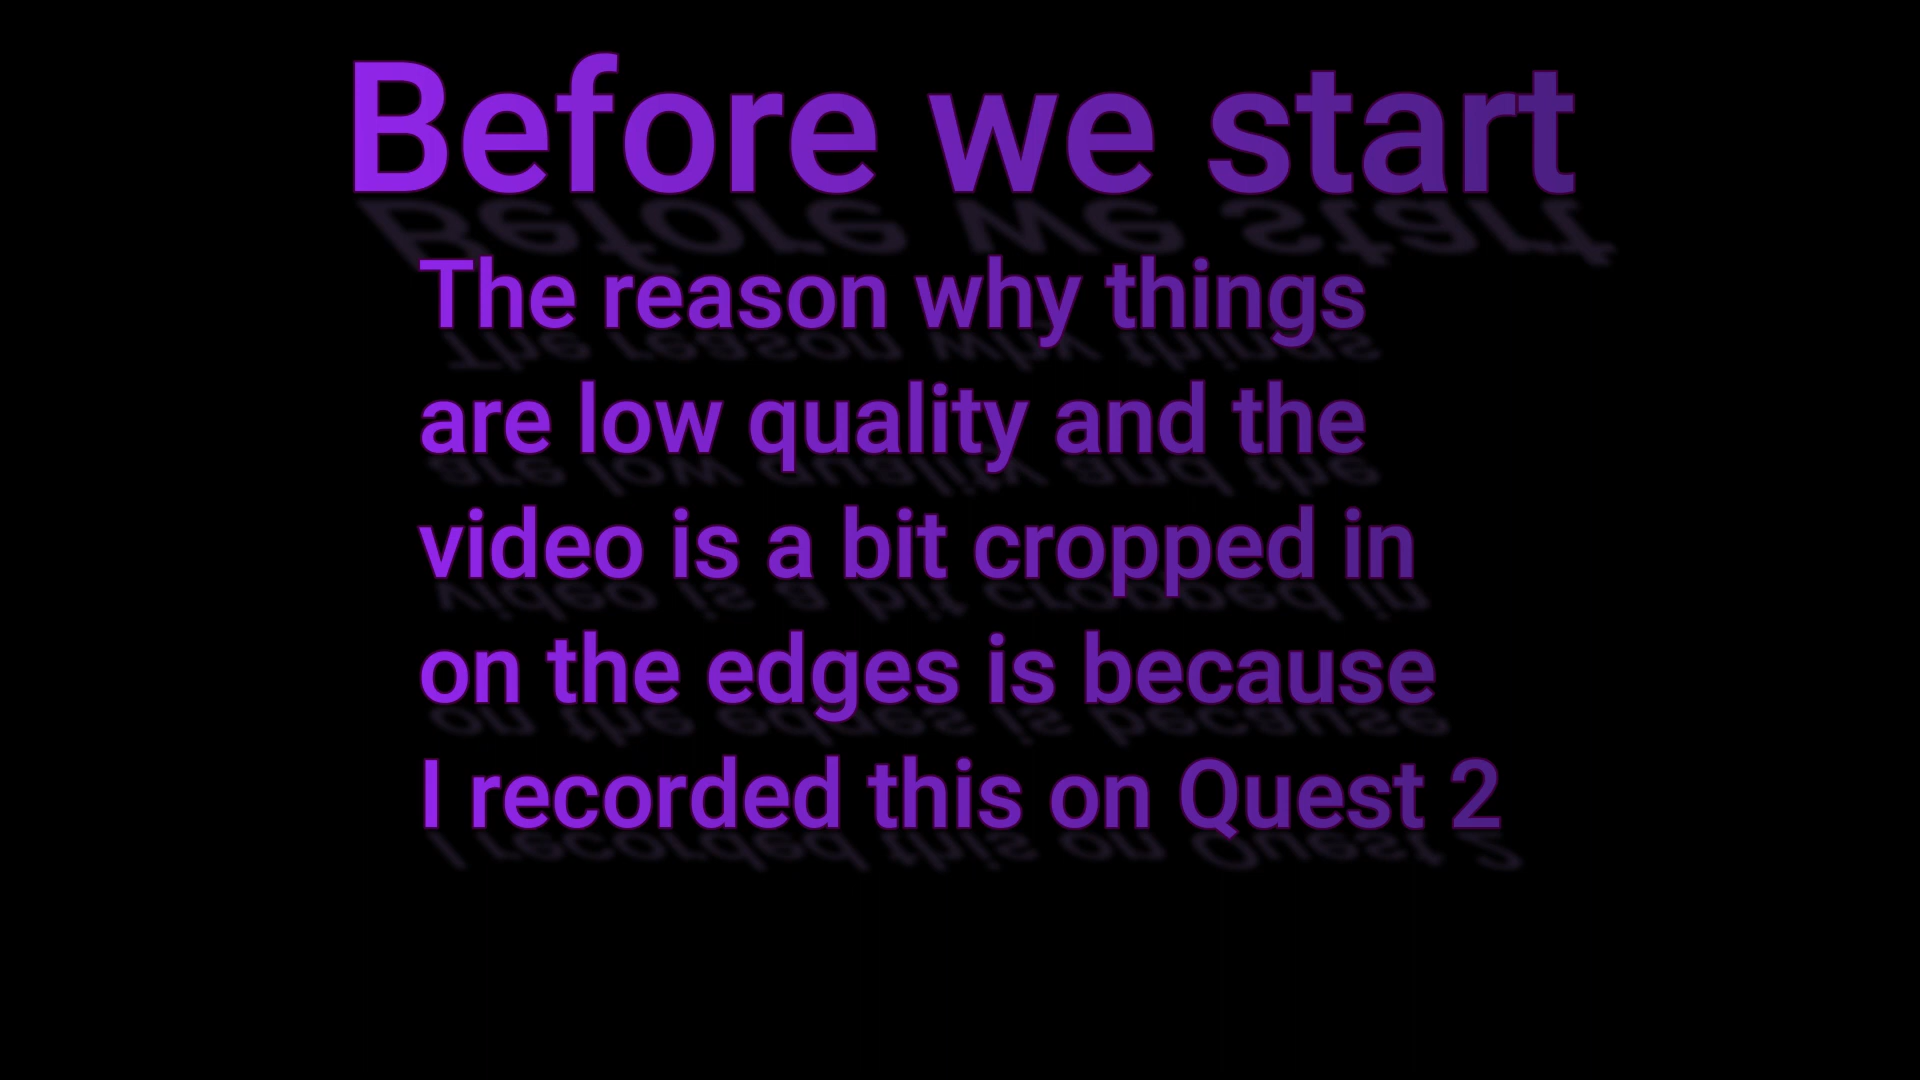 Before we start
The reason why things
are low quality and the
video is a bit cropped in
on the edges is because
I recorded this on Quest 2